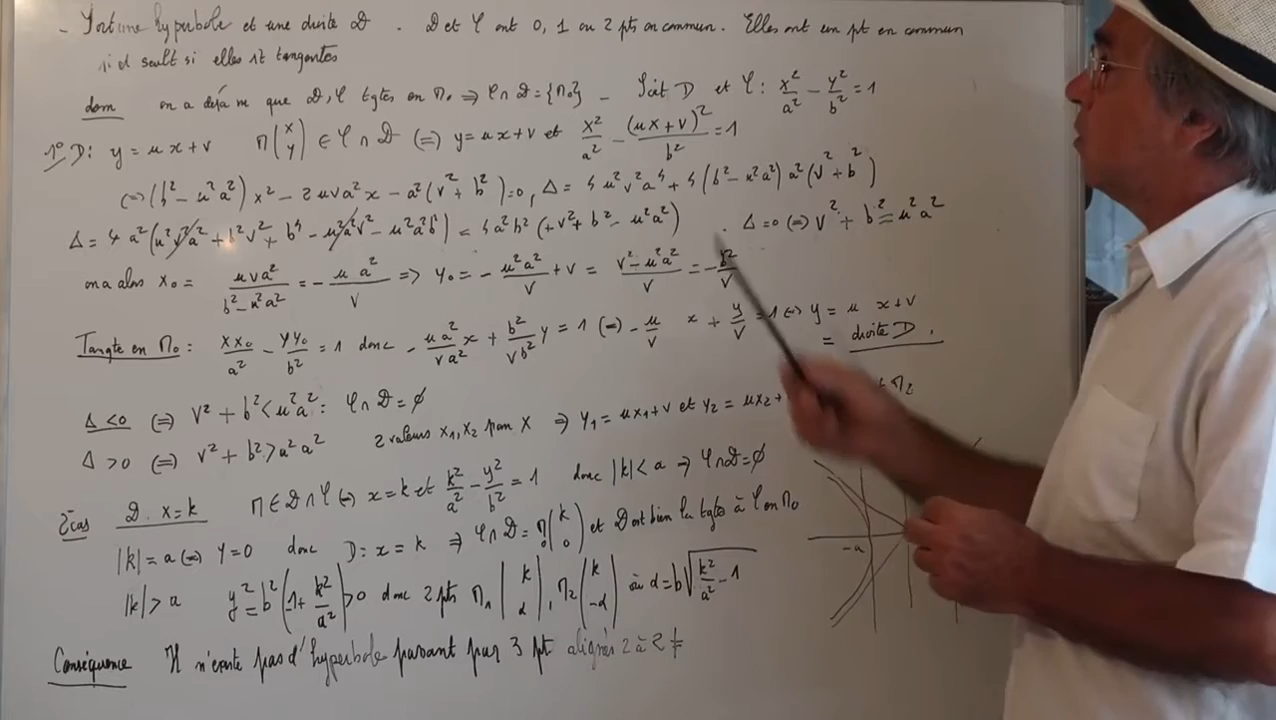 - Soit une hyperbole et une droite D . D et φ ont 0, 1 ou 2 pts en commun. Elles ont un pt en commun
si et seult si elles st tangentes
dem on a déjà vu que D, φ tgtes en M₀ ⇒ φ∩D = {M₀} - Soit D et φ : x²/a² - y²/b² = 1
1° D : y = ux+v M(x y) ∈ φ∩D (=) y = ux+v et x²/a² - (ux+v)²/b² = 1
(=) (b² - u²a²) x² - 2uva²x - a²(v² + b²) = 0, Δ = 4u²v²a⁴ + 4(b² - u²a²) a²(v² + b²)
Δ = 4a²(u²v²a² + b²v² + b⁴ - u²a²v² - u²a²b²) = 4a²b²(+v² + b² - u²a²) . Δ=0 (=) v² + b² = u²a²
on a alors x₀ = uva²/(b² - u²a²) = - ua²/v => y₀ = - u²a²/v + v = (v² - u²a²)/v = - b²/v
Tangte en M₀ : xx₀/a² - yy₀/b² = 1 donc - ua²/va² x + b²/vb² y = 1 (=) - u/v x + y/v = 1 (=) y = u x+v
= droite D .
Δ<0 (=) v² + b² < u²a² : φ∩D = ∅
Δ>0 (=) v² + b² > u²a² 2 valeurs x₁, x₂ pour x ⇒ y₁ = ux₁+v et y₂ = ux₂+ et M₂
2°cas D . x=k M ∈ D∩φ (=) x=k et k²/a² - y²/b² = 1 donc |k| < a ⇒ φ∩D = ∅
|k| = a (=) y=0 donc D : x = k ⇒ φ∩D = M₀(k 0) et D est bien la tgte à φ en M₀
|k| > a y² = b²(-1 + k²/a²) > 0 donc 2 pts M₁(k α), M₂(k -α) où α = b√(k²/a² - 1)
-a
Conséquence Il n'existe pas d'hyperbole passant par 3 pt alignés 2 à 2 ≠